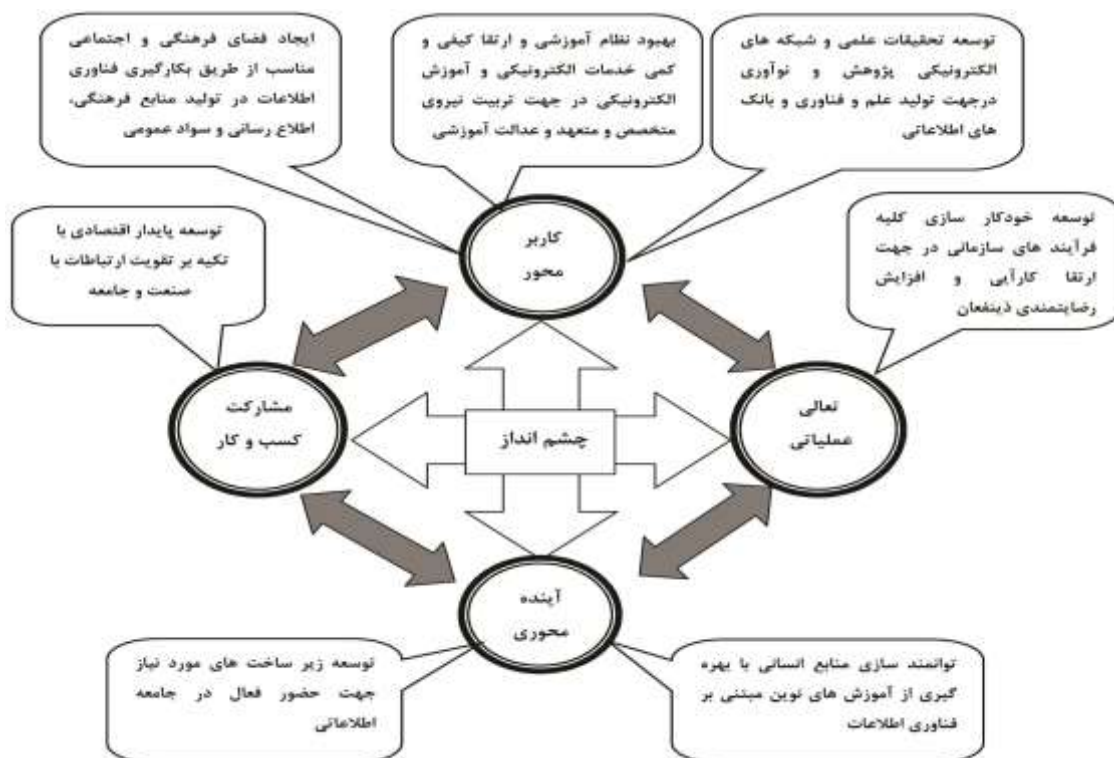 توسعه تحقیقات علمی و شبکه های
الکترونیکی پژوهش و نوآوری
درجهت تولید علم و فناوری و بانک
های اطلاعاتی
بهبود نظام آموزشی و ارتقا کیفی و
کمی خدمات الکترونیکی و آموزش
الکترونیکی در جهت تربیت نیروی
متخصص و متعهد و عدالت آموزشی
ایجاد فضای فرهنگی و اجتماعی
مناسب از طریق بکارگیری فناوری
اطلاعات در تولید منابع فرهنگی،
اطلاع رسانی و سواد عمومی
کاربر
محور
توسعه خودکار سازی کلیه
فرآیند های سازمانی در جهت
ارتقا کارآیی و افزایش
رضایتمندی ذینفعان
توسعه پایدار اقتصادی با
تکیه بر تقویت ارتباطات با
صنعت و جامعه
تعالی
عملیاتی
چشم انداز
مشارکت
کسب و کار
آینده
محوری
توانمند سازی منابع انسانی با بهره
گیری از آموزش های نوین مبتنی بر
فناوری اطلاعات
توسعه زیر ساخت های مورد نیاز
جهت حضور فعال در جامعه
اطلاعاتی